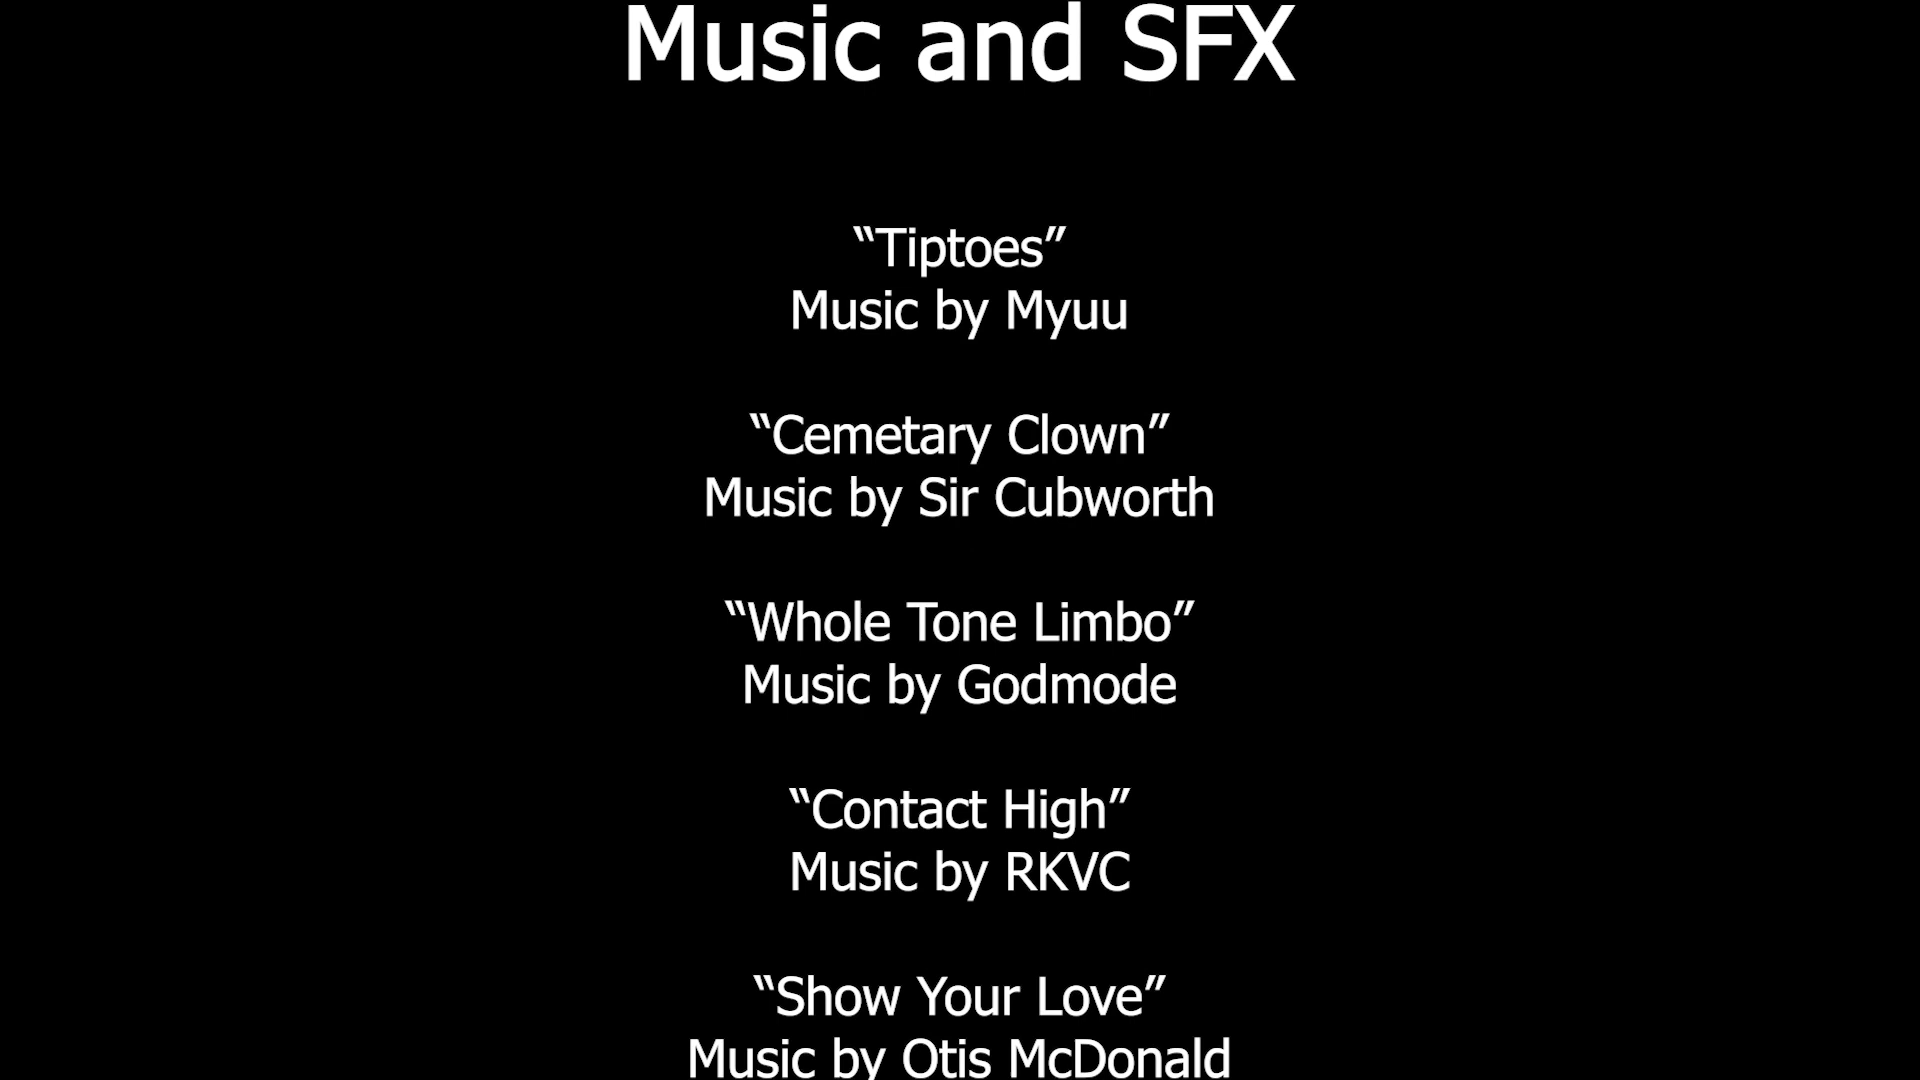 Music and SFX
“Tiptoes”
Music by Myuu
“Cemetary Clown”
Music by Sir Cubworth
“Whole Tone Limbo”
Music by Godmode
“Contact High”
Music by RKVC
“Show Your Love”
Music by Otis McDonald